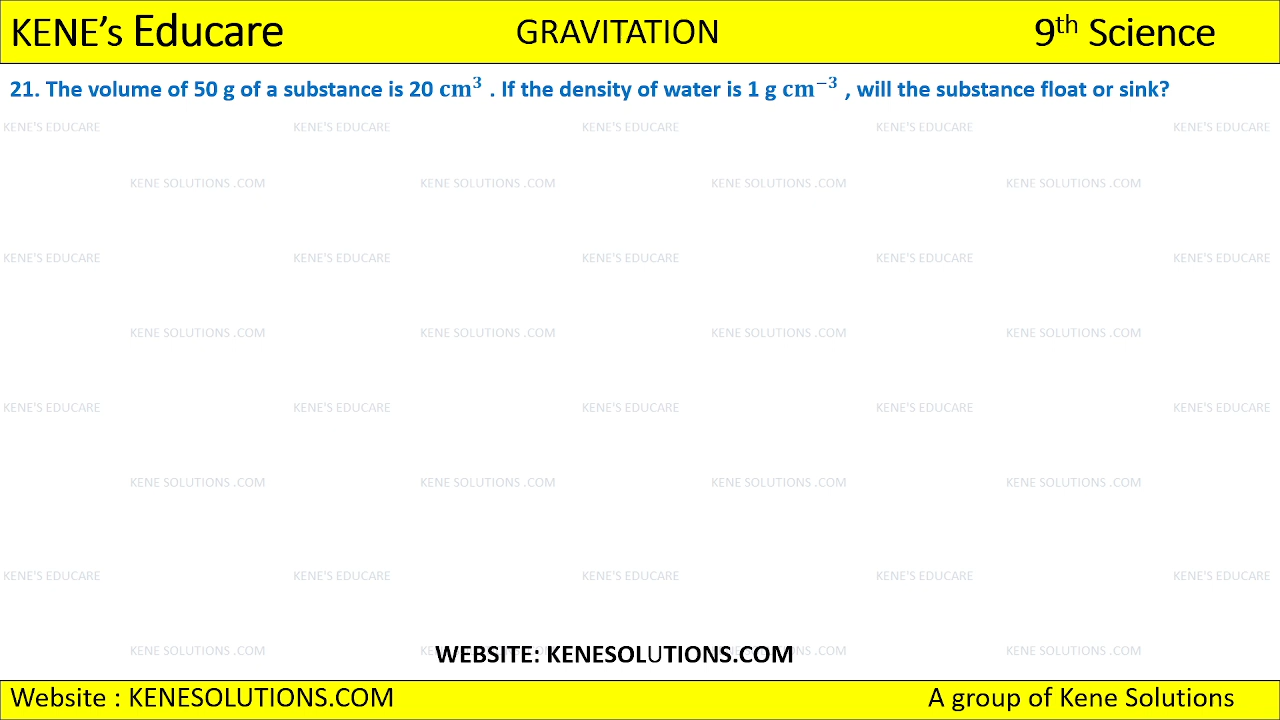 KENE's Educare GRAVITATION 9th Science
21. The volume of 50 g of a substance is 20 cm³ . If the density of water is 1 g cm⁻³ , will the substance float or sink?
KENE'S EDUCARE KENE'S EDUCARE KENE'S EDUCARE KENE'S EDUCARE KENE'S EDUCARE
KENE SOLUTIONS .COM KENE SOLUTIONS .COM KENE SOLUTIONS .COM KENE SOLUTIONS .COM
KENE'S EDUCARE KENE'S EDUCARE KENE'S EDUCARE KENE'S EDUCARE KENE'S EDUCARE
KENE SOLUTIONS .COM KENE SOLUTIONS .COM KENE SOLUTIONS .COM KENE SOLUTIONS .COM
KENE'S EDUCARE KENE'S EDUCARE KENE'S EDUCARE KENE'S EDUCARE KENE'S EDUCARE
KENE SOLUTIONS .COM KENE SOLUTIONS .COM KENE SOLUTIONS .COM KENE SOLUTIONS .COM
KENE'S EDUCARE KENE'S EDUCARE KENE'S EDUCARE KENE'S EDUCARE KENE'S EDUCARE
KENE SOLUTIONS .COM WEBSITE: KENESOLUTIONS.COM KENE SOLUTIONS .COM
Website : KENESOLUTIONS.COM A group of Kene Solutions